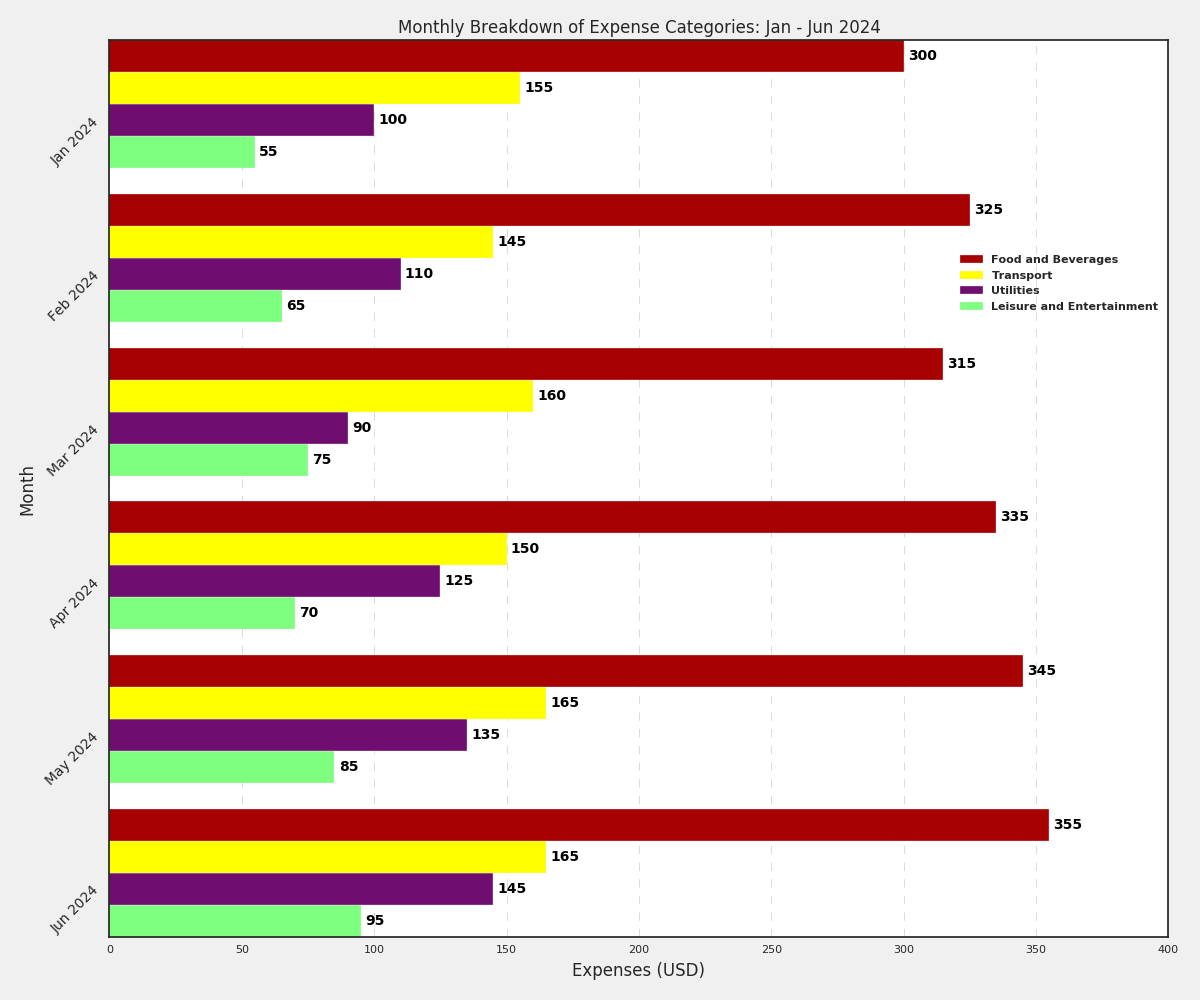 Monthly Breakdown of Expense Categories: Jan - Jun 2024
300
155
Jan 2024
100
55
325
145
Feb 2024
110
65
Food and Beverages
Transport
Utilities
Leisure and Entertainment
315
160
Mar 2024
90
75
Month
335
150
Apr 2024
125
70
345
165
May 2024
135
85
355
165
Jun 2024
145
95
0 50 100 150 200 250 300 350 400
Expenses (USD)